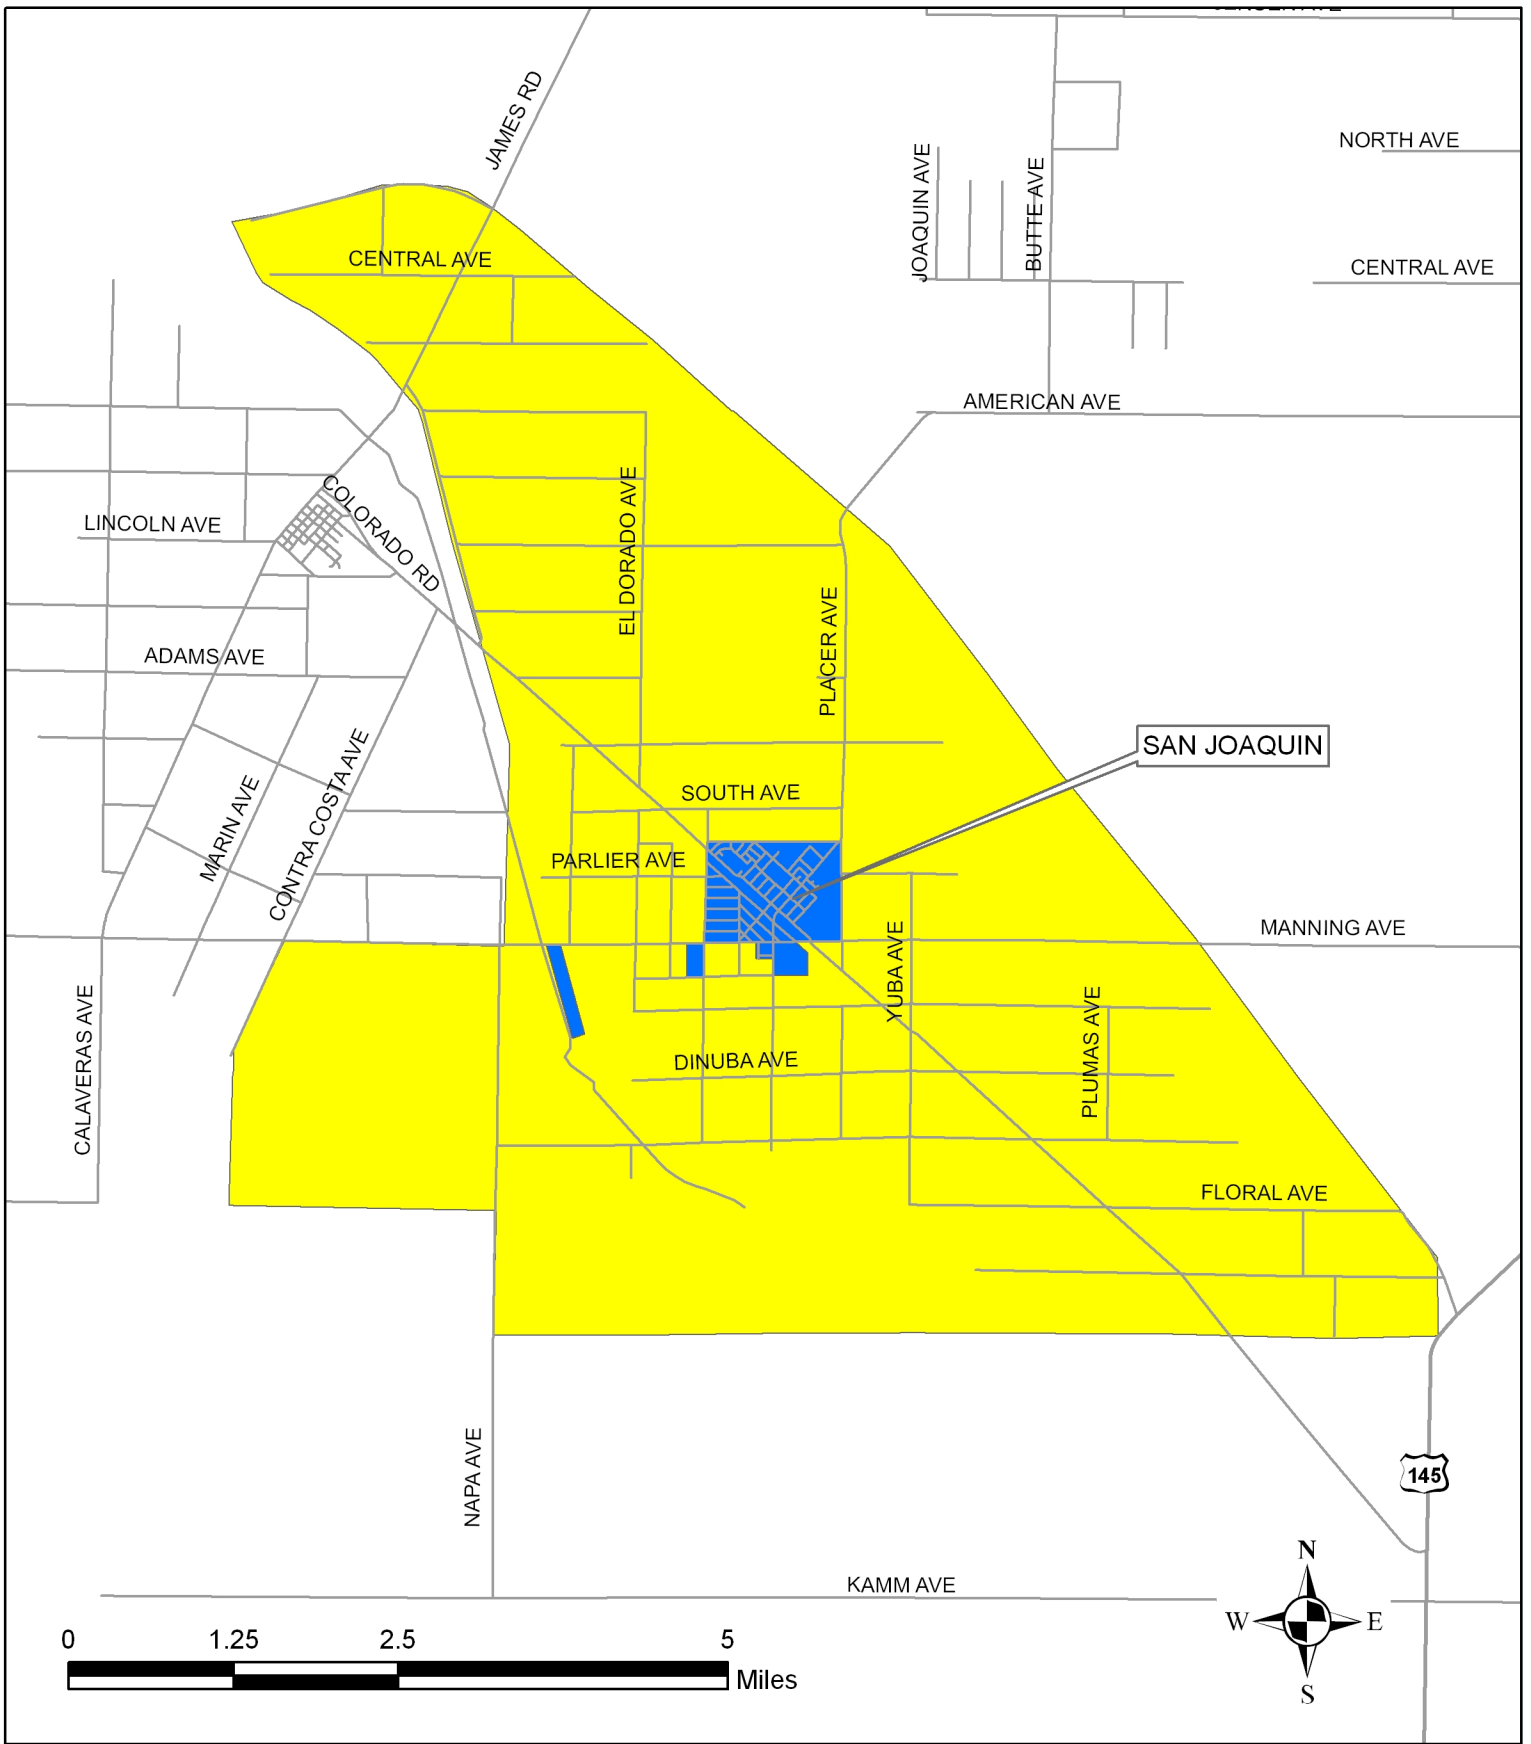 JAMES RD
NORTH AVE
JOAQUIN AVE
BUTTE AVE
CENTRAL AVE
CENTRAL AVE
AMERICAN AVE
COLORADO RD
LINCOLN AVE
EL DORADO AVE
PLACER AVE
ADAMS AVE
SAN JOAQUIN
MARIN AVE
CONTRA COSTA AVE
SOUTH AVE
PARLIER AVE
MANNING AVE
YUBA AVE
CALAVERAS AVE
PLUMAS AVE
DINUBA AVE
FLORAL AVE
NAPA AVE
145
KAMM AVE
N
W E
S
0 1.25 2.5 5
Miles